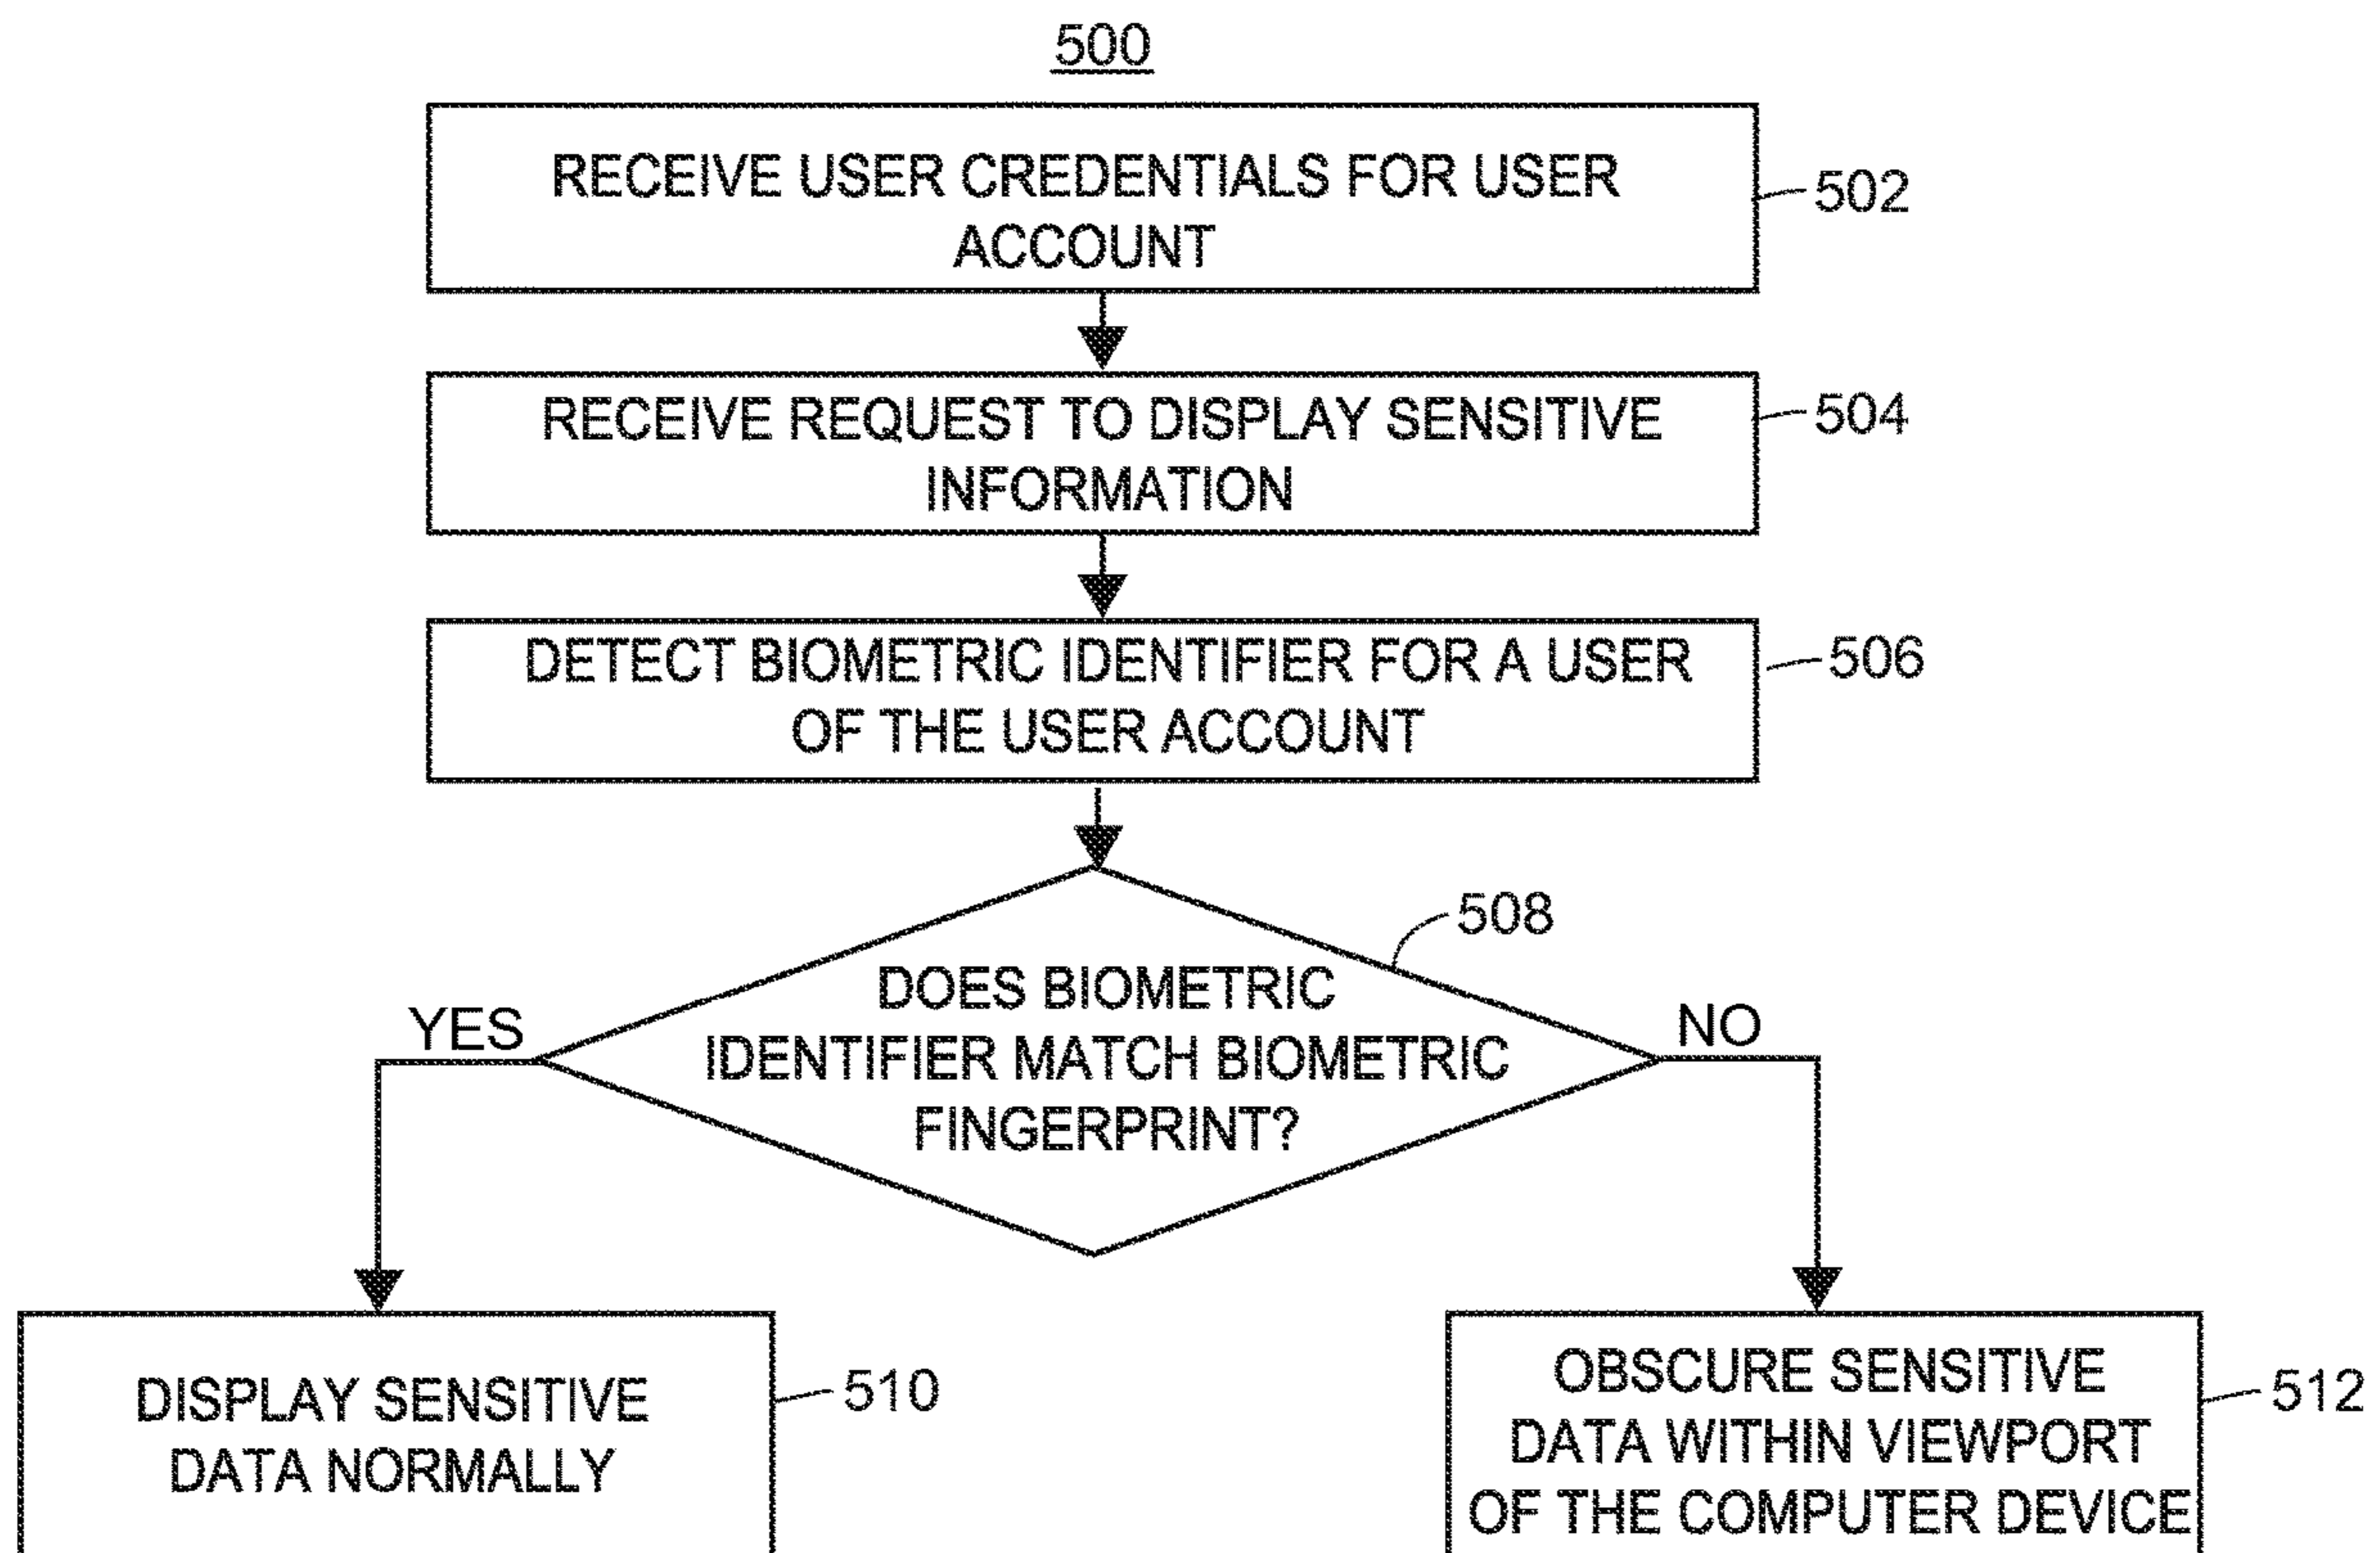 500
RECEIVE USER CREDENTIALS FOR USER
ACCOUNT
502
RECEIVE REQUEST TO DISPLAY SENSITIVE
INFORMATION
504
DETECT BIOMETRIC IDENTIFIER FOR A USER
OF THE USER ACCOUNT
506
508
DOES BIOMETRIC
IDENTIFIER MATCH BIOMETRIC
FINGERPRINT?
YES
NO
DISPLAY SENSITIVE
DATA NORMALLY
510
OBSCURE SENSITIVE
DATA WITHIN VIEWPORT
OF THE COMPUTER DEVICE
512